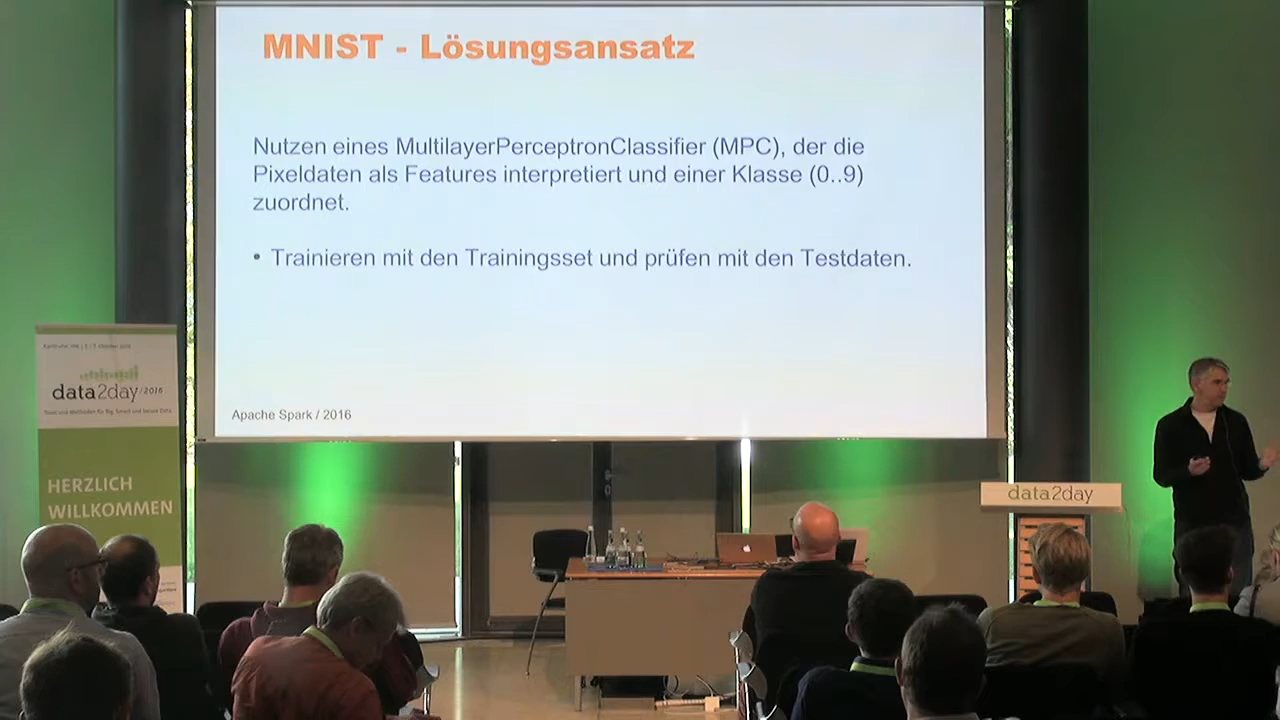 MNIST - Lösungsansatz
Nutzen eines MultilayerPerceptronClassifier (MPC), der die
Pixeldaten als Features interpretiert und einer Klasse (0..9)
zuordnet.
• Trainieren mit den Trainingsset und prüfen mit den Testdaten.
Apache Spark / 2016
data2day/2016
HERZLICH
WILLKOMMEN
data2day